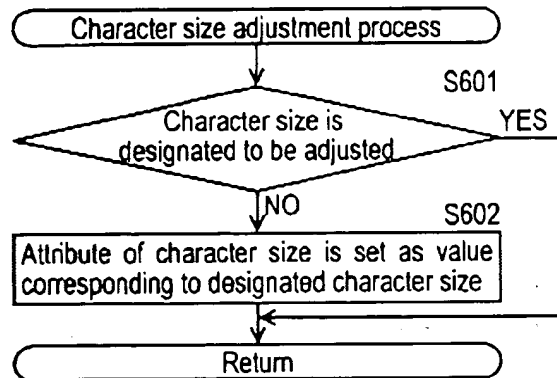 Character size adjustment process
S601
Character size is
designated to be adjusted
YES
NO
S602
Attribute of character size is set as value
corresponding to designated character size
Return